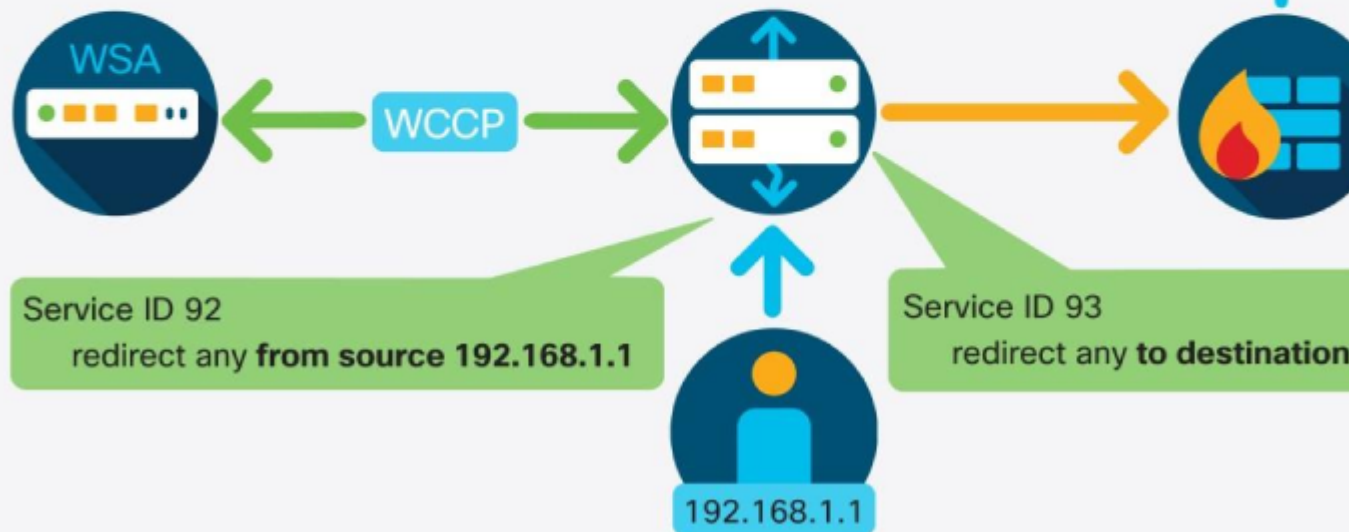 WSA
WCCP
Service ID 92
redirect any from source 192.168.1.1
Service ID 93
redirect any to destination
192.168.1.1